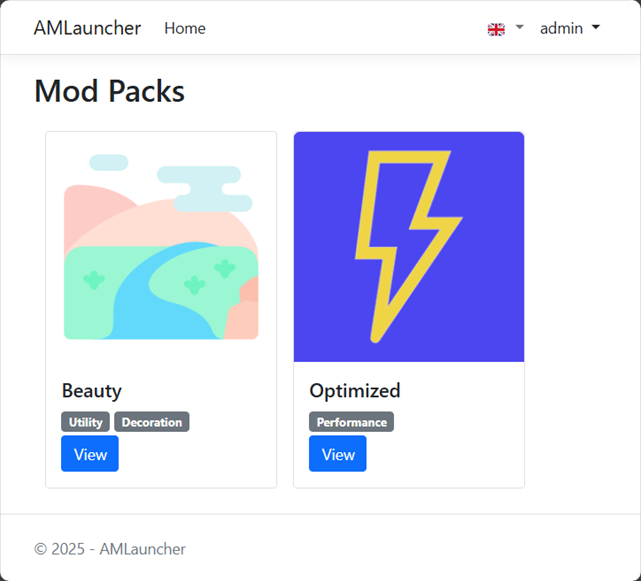 AMLauncher Home admin
Mod Packs
Beauty
Utility Decoration
View
Optimized
Performance
View
© 2025 - AMLauncher